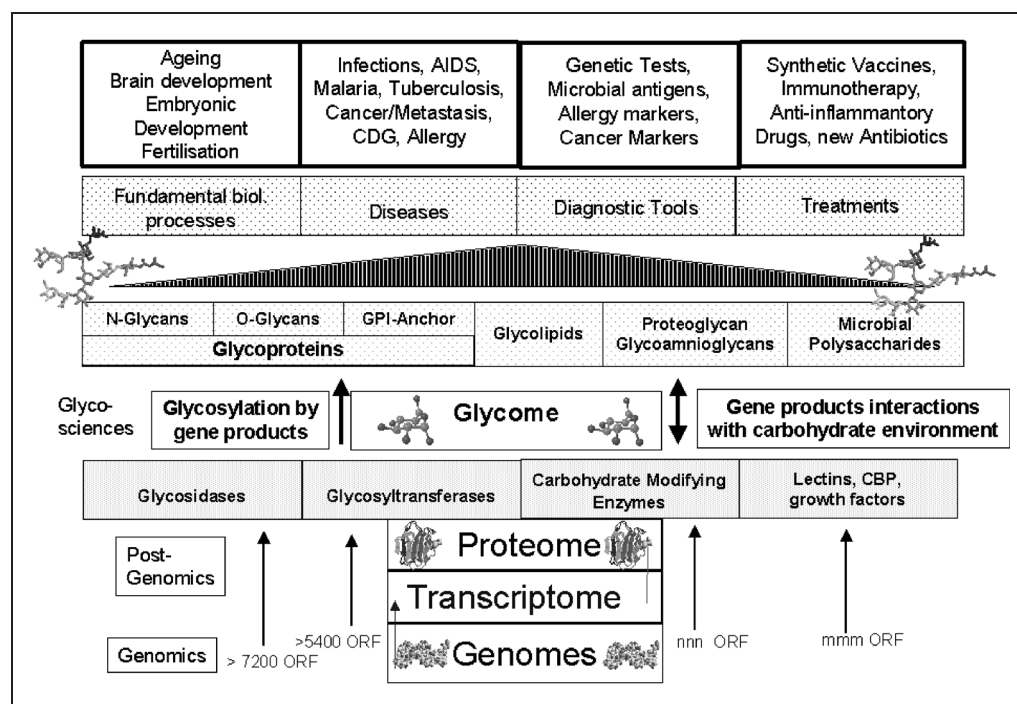 Ageing
Brain development
Embryonic
Development
Fertilisation
Infections, AIDS,
Malaria, Tuberculosis,
Cancer/Metastasis,
CDG, Allergy
Genetic Tests,
Microbial antigens,
Allergy markers,
Cancer Markers
Synthetic Vaccines,
Immunotherapy,
Anti-inflammantory
Drugs, new Antibiotics
Fundamental biol.
processes
Diseases
Diagnostic Tools
Treatments
N-Glycans
O-Glycans
GPI-Anchor
Glycoproteins
Glycolipids
Proteoglycan
Glycoamnioglycans
Microbial
Polysaccharides
Glyco-
sciences
Glycosylation by
gene products
Glycome
Gene products interactions
with carbohydrate environment
Glycosidases
Glycosyltransferases
Carbohydrate Modifying
Enzymes
Lectins, CBP,
growth factors
Post-
Genomics
Proteome
Transcriptome
Genomics
> 7200 ORF
>5400 ORF
Genomes
nnn ORF
mmm ORF